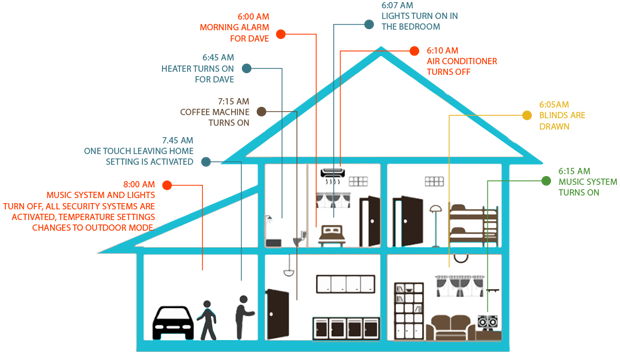 6:00 AM
MORNING ALARM
FOR DAVE
6:07 AM
LIGHTS TURN ON IN
THE BEDROOM
6:45 AM
HEATER TURNS ON
FOR DAVE
6:10 AM
AIR CONDITIONER
TURNS OFF
7:15 AM
COFFEE MACHINE
TURNS ON
6:05AM
BLINDS ARE
DRAWN
7.45 AM
ONE TOUCH LEAVING HOME
SETTING IS ACTIVATED
6:15 AM
MUSIC SYSTEM
TURNS ON
8:00 AM
MUSIC SYSTEM AND LIGHTS
TURN OFF, ALL SECURITY SYSTEMS ARE
ACTIVATED, TEMPERATURE SETTINGS
CHANGES TO OUTDOOR MODE.